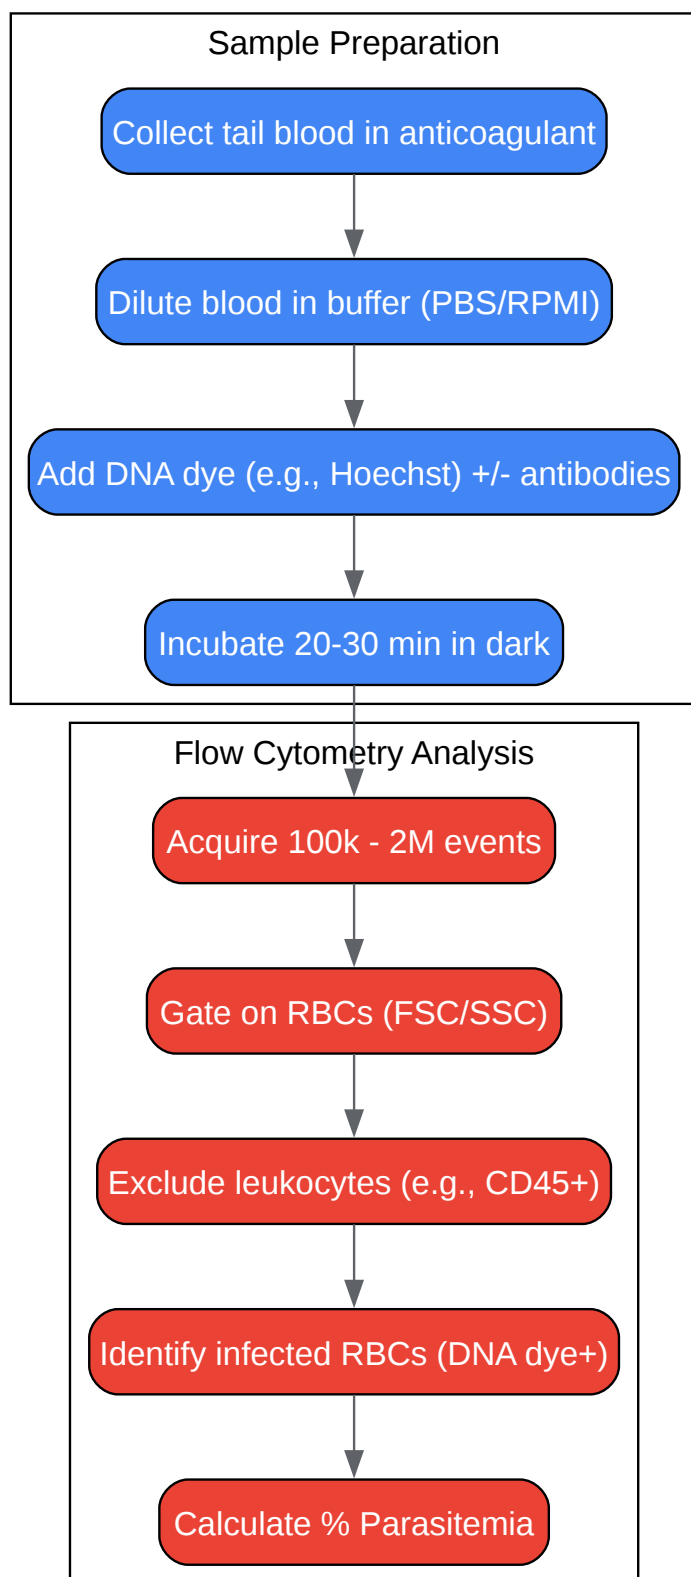 Sample Preparation
Collect tail blood in anticoagulant
Dilute blood in buffer (PBS/RPMI)
Add DNA dye (e.g., Hoechst) +/- antibodies
Incubate 20-30 min in dark
Flow Cytometry Analysis
Acquire 100k - 2M events
Gate on RBCs (FSC/SSC)
Exclude leukocytes (e.g., CD45+)
Identify infected RBCs (DNA dye+)
Calculate % Parasitemia